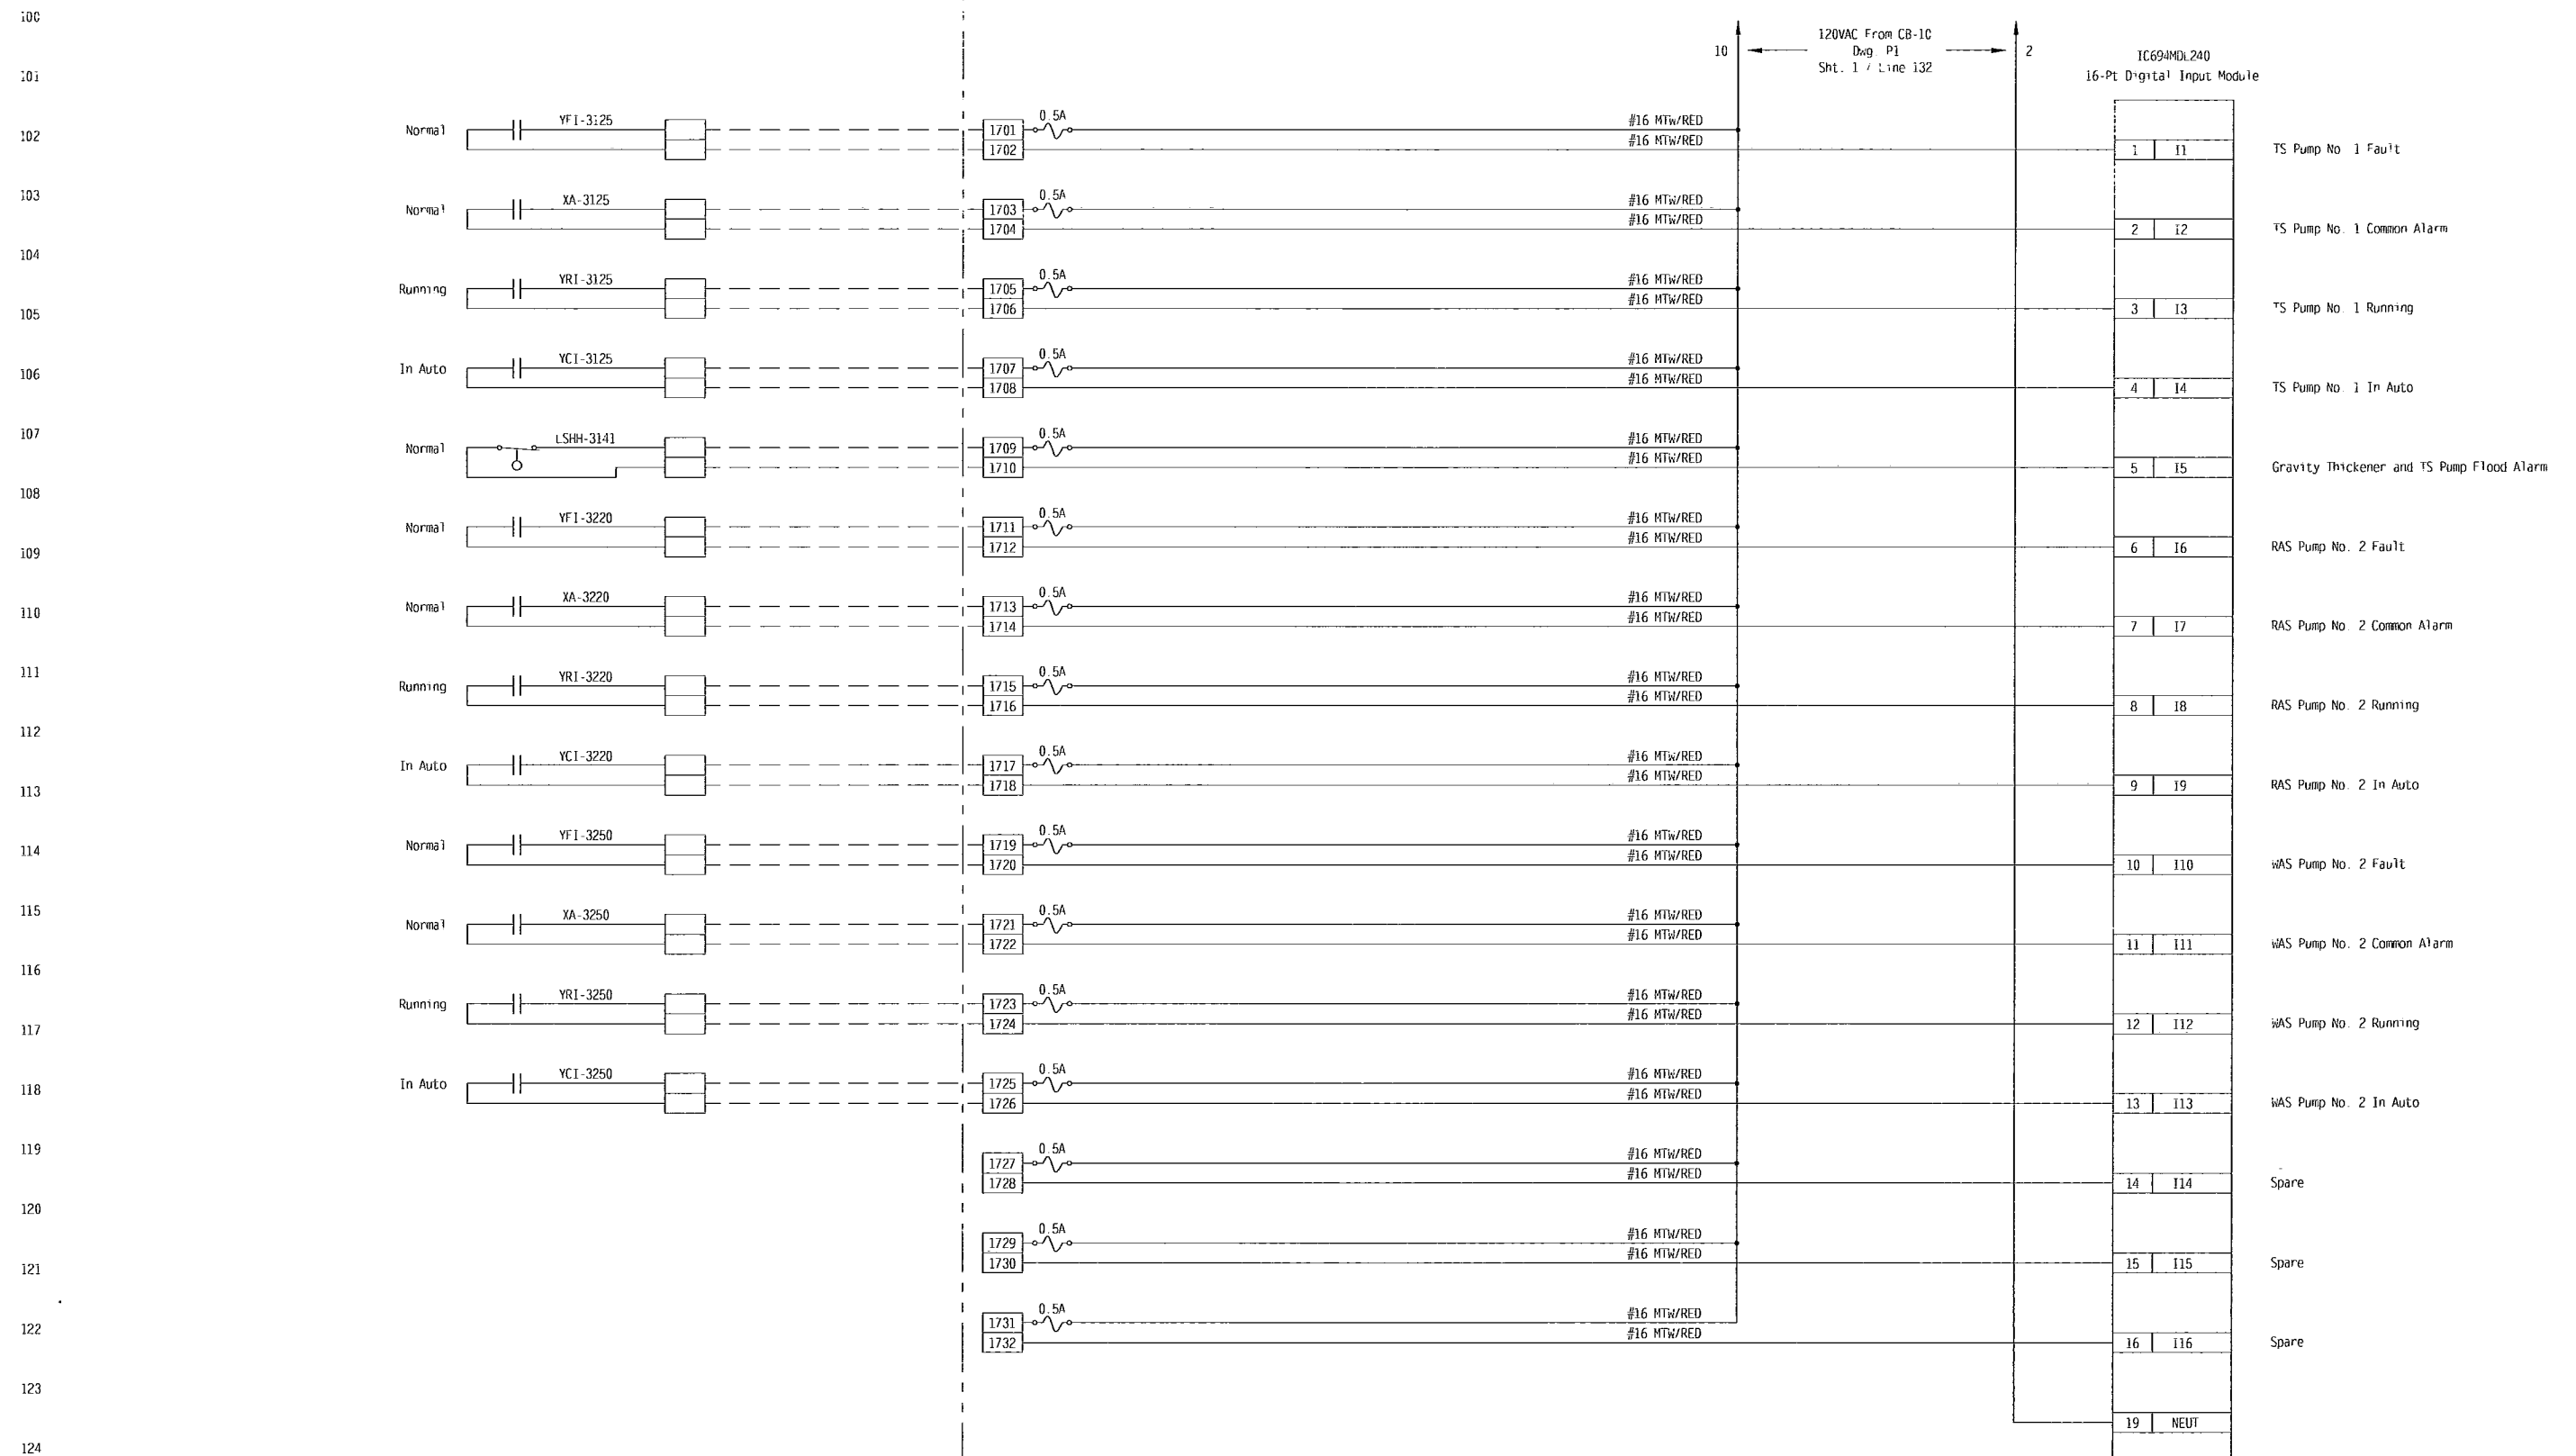 100
120VAC From CB-1C
10 Dwg. P1 2
Sht. 1 / Line 132
IC694MDL240
101
16-Pt Digital Input Module
102 Normal YFI-3125 1701 0.5A #16 MTW/RED
1702 #16 MTW/RED 1 I1 TS Pump No. 1 Fault
103 Normal XA-3125 1703 0.5A #16 MTW/RED
1704 #16 MTW/RED 2 I2 TS Pump No. 1 Common Alarm
104
Running YRI-3125 1705 0.5A #16 MTW/RED
105 1706 #16 MTW/RED 3 I3 TS Pump No. 1 Running
106 In Auto YCI-3125 1707 0.5A #16 MTW/RED
1708 #16 MTW/RED 4 I4 TS Pump No. 1 In Auto
107 Normal LSHH-3141 1709 0.5A #16 MTW/RED
1710 #16 MTW/RED 5 I5 Gravity Thickener and TS Pump Flood Alarm
108
Normal YFI-3220 1711 0.5A #16 MTW/RED
109 1712 #16 MTW/RED 6 I6 RAS Pump No. 2 Fault
110 Normal XA-3220 1713 0.5A #16 MTW/RED
1714 #16 MTW/RED 7 I7 RAS Pump No. 2 Common Alarm
111 Running YRI-3220 1715 0.5A #16 MTW/RED
1716 #16 MTW/RED 8 I8 RAS Pump No. 2 Running
112
In Auto YCI-3220 1717 0.5A #16 MTW/RED
113 1718 #16 MTW/RED 9 I9 RAS Pump No. 2 In Auto
114 Normal YFI-3250 1719 0.5A #16 MTW/RED
1720 #16 MTW/RED 10 I10 WAS Pump No. 2 Fault
115 Normal XA-3250 1721 0.5A #16 MTW/RED
1722 #16 MTW/RED 11 I11 WAS Pump No. 2 Common Alarm
116
Running YRI-3250 1723 0.5A #16 MTW/RED
117 1724 #16 MTW/RED 12 I12 WAS Pump No. 2 Running
118 In Auto YCI-3250 1725 0.5A #16 MTW/RED
1726 #16 MTW/RED 13 I13 WAS Pump No. 2 In Auto
119 1727 0.5A #16 MTW/RED
1728 #16 MTW/RED 14 I14 Spare
120
1729 0.5A #16 MTW/RED
121 1730 #16 MTW/RED 15 I15 Spare
122 1731 0.5A #16 MTW/RED
1732 #16 MTW/RED 16 I16 Spare
123
19 NEUT
124